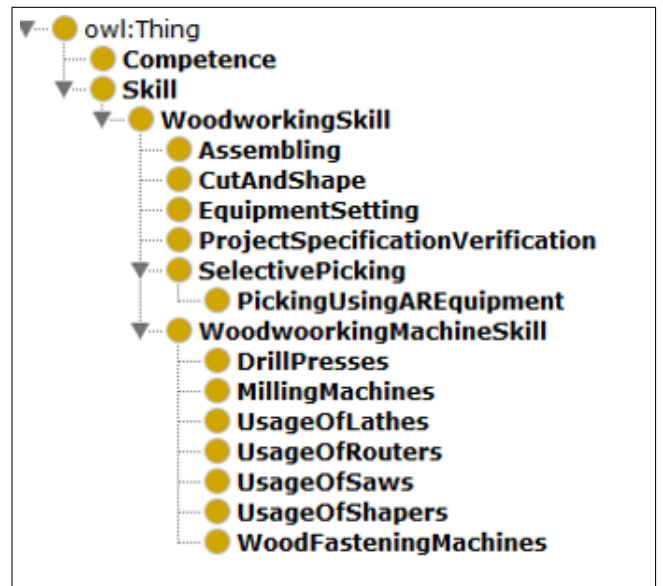 owl:Thing
Competence
Skill
WoodworkingSkill
Assembling
CutAndShape
EquipmentSetting
ProjectSpecificationVerification
SelectivePicking
PickingUsingAREquipment
WoodwoorkingMachineSkill
DrillPresses
MillingMachines
UsageOfLathes
UsageOfRouters
UsageOfSaws
UsageOfShapers
WoodFasteningMachines